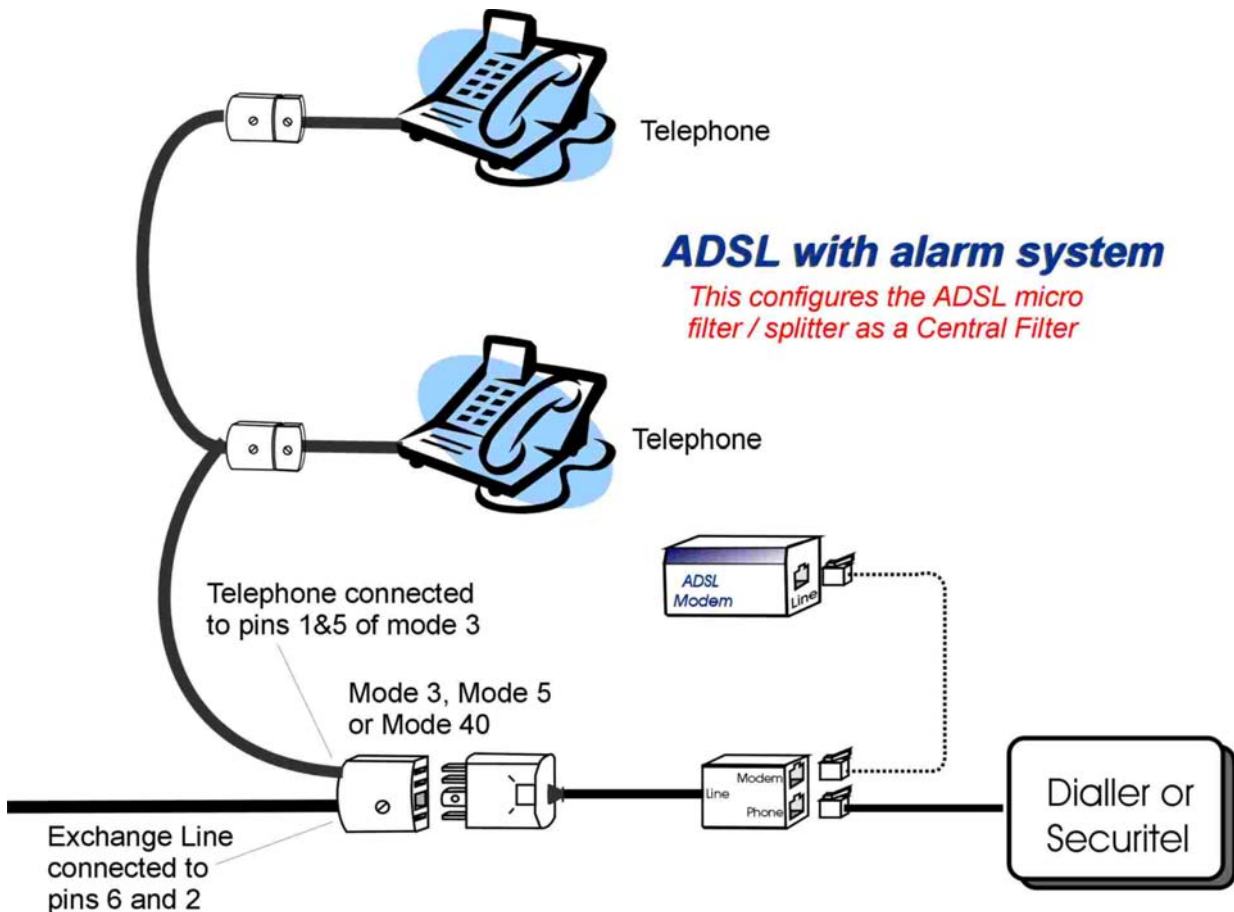 Telephone
ADSL with alarm system
This configures the ADSL micro
filter / splitter as a Central Filter
Telephone
ADSL
Modem
Line
Telephone connected
to pins 1&5 of mode 3
Mode 3, Mode 5
or Mode 40
Modem
Line
Phone
Dialler or
Securitel
Exchange Line
connected to
pins 6 and 2